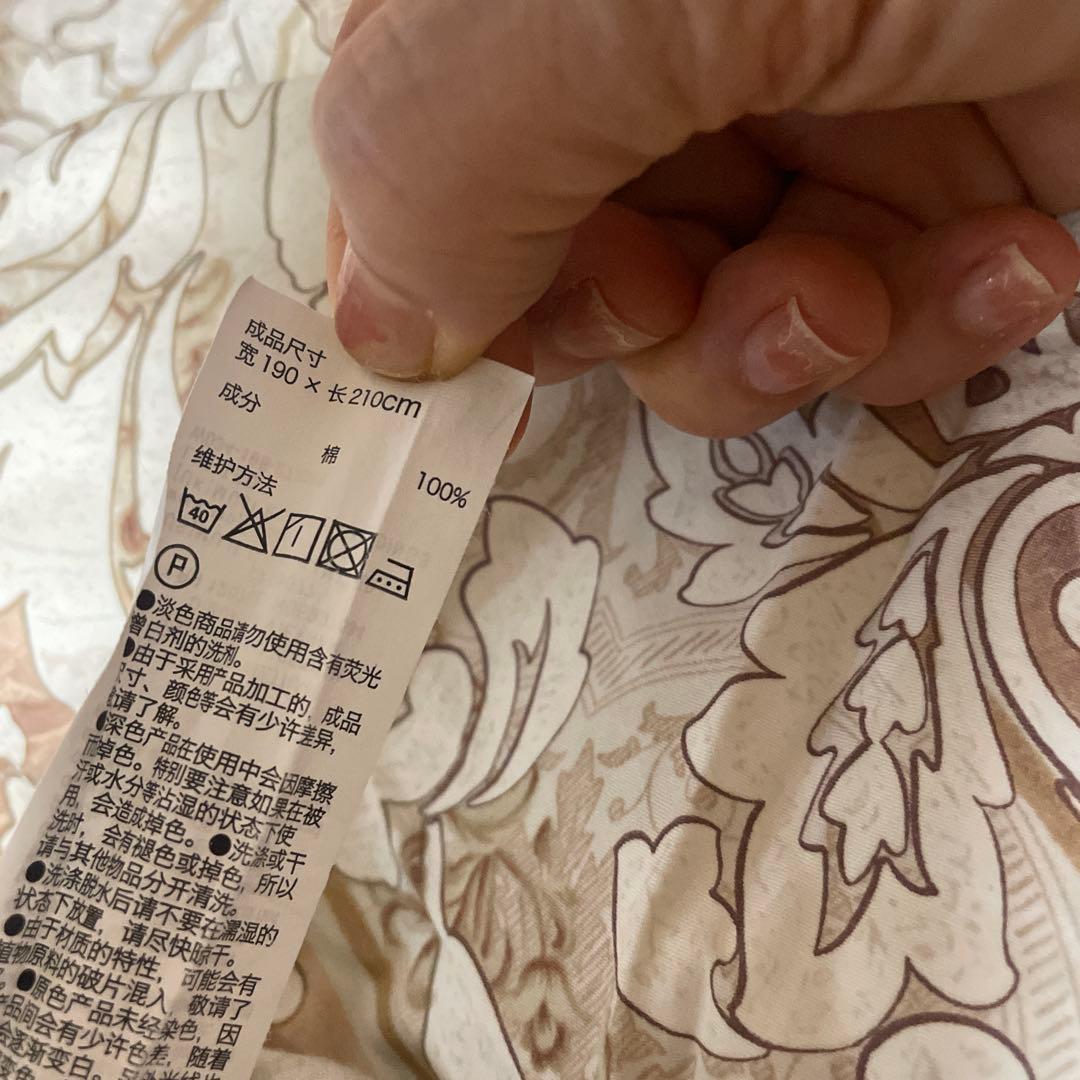 成品尺寸
宽 190 × 长 210cm
成分
棉 100%
维护方法
40
P
●淡色商品请勿使用含有荧光
增白剂的洗剂。
●由于采用产品加工的,成品
尺寸、颜色等会有少许差异,
敬请了解。
●深色产品在使用中会因摩擦
而掉色。特别要注意如果在被
汗或水分等沾湿的状态下使
用,会造成掉色。●洗涤或干
洗时,会有褪色或掉色,所以
请与其他物品分开清洗。
●洗涤脱水后请不要在濡湿的
状态下放置,请尽快晾干。
●由于材质的特性,可能会有
植物原料的破片混入,敬请了
●原色产品未经染色,因
产品间会有少许色差,随着
会逐渐变白。